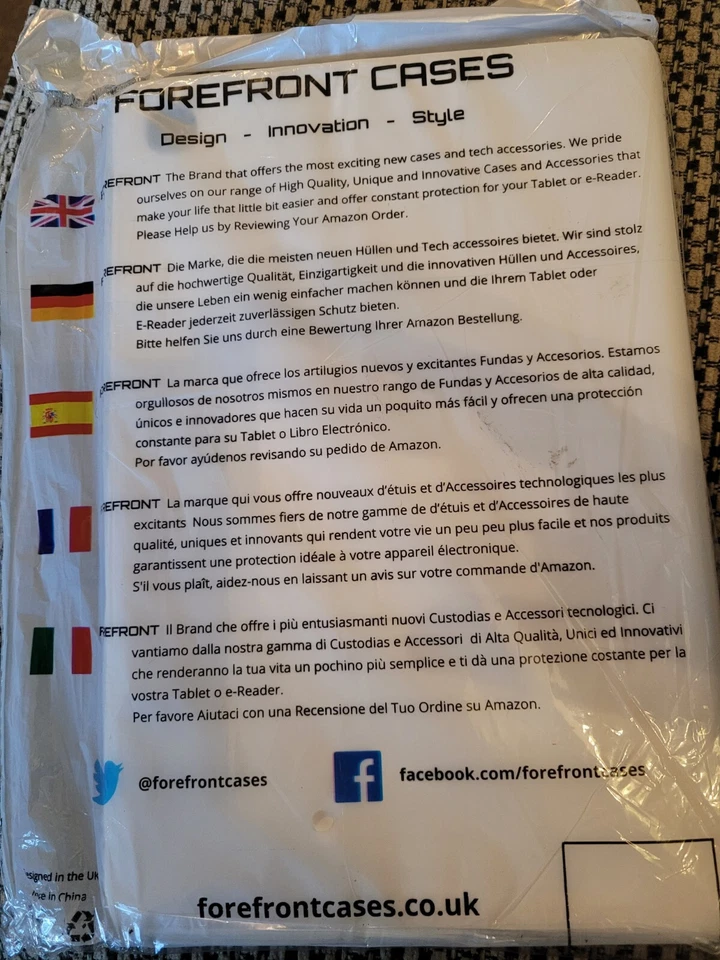 FOREFRONT CASES
Design - Innovation - Style
REFRONT The Brand that offers the most exciting new cases and tech accessories. We pride
ourselves on our range of High Quality, Unique and Innovative Cases and Accessories that
make your life that little bit easier and offer constant protection for your Tablet or e-Reader.
Please Help us by Reviewing Your Amazon Order.
REFRONT Die Marke, die die meisten neuen Hüllen und Tech accessoires bietet. Wir sind stolz
auf die hochwertige Qualität, Einzigartigkeit und die innovativen Hüllen und Accessoires,
die unsere Leben ein wenig einfacher machen können und die Ihrem Tablet oder
E-Reader jederzeit zuverlässigen Schutz bieten.
Bitte helfen Sie uns durch eine Bewertung Ihrer Amazon Bestellung.
REFRONT La marca que ofrece los artilugios nuevos y excitantes Fundas y Accesorios. Estamos
orgullosos de nosotros mismos en nuestro rango de Fundas y Accesorios de alta calidad,
únicos e innovadores que hacen su vida un poquito más fácil y ofrecen una protección
constante para su Tablet o Libro Electrónico.
Por favor ayúdenos revisando su pedido de Amazon.
REFRONT La marque qui vous offre nouveaux d'étuis et d'Accessoires technologiques les plus
excitants Nous sommes fiers de notre gamme de d'étuis et d'Accessoires de haute
qualité, uniques et innovants qui rendent votre vie un peu peu plus facile et nos produits
garantissent une protection idéale à votre appareil électronique.
S'il vous plaît, aidez-nous en laissant un avis sur votre commande d'Amazon.
REFRONT Il Brand che offre i più entusiasmanti nuovi Custodias e Accessori tecnologici. Ci
vantiamo dalla nostra gamma di Custodias e Accessori di Alta Qualità, Unici ed Innovativi
che renderanno la tua vita un pochino più semplice e ti dà una protezione costante per la
vostra Tablet o e-Reader.
Per favore Aiutaci con una Recensione del Tuo Ordine su Amazon.
@forefrontcases
facebook.com/forefrontcases
esigned in the UK
in China
forefrontcases.co.uk